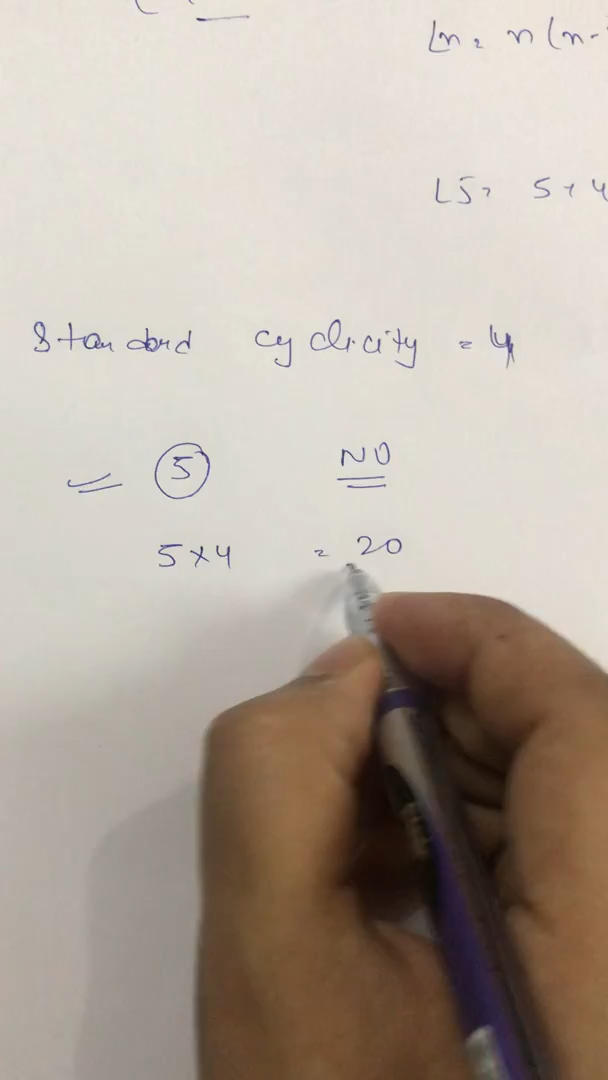 Ln = n (n-
L5 = 5 × 4
Standard cyclicity = 4
5 NO
5 × 4 = 20